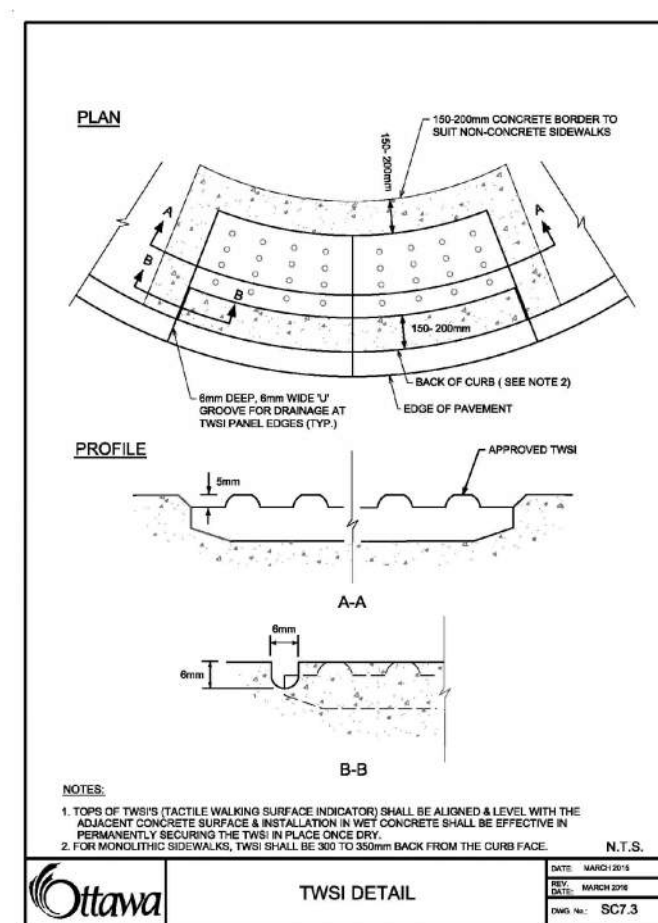 PLAN
150-200mm CONCRETE BORDER TO
SUIT NON-CONCRETE SIDEWALKS
150- 200mm
A
A
B
B
150- 200mm
BACK OF CURB ( SEE NOTE 2)
EDGE OF PAVEMENT
6mm DEEP, 6mm WIDE 'U'
GROOVE FOR DRAINAGE AT
TWSI PANEL EDGES (TYP.)
PROFILE
APPROVED TWSI
5mm
A-A
6mm
6mm
B-B
NOTES:
1. TOPS OF TWSI'S (TACTILE WALKING SURFACE INDICATOR) SHALL BE ALIGNED & LEVEL WITH THE
ADJACENT CONCRETE SURFACE & INSTALLATION IN WET CONCRETE SHALL BE EFFECTIVE IN
PERMANENTLY SECURING THE TWSI IN PLACE ONCE DRY.
2. FOR MONOLITHIC SIDEWALKS, TWSI SHALL BE 300 TO 350mm BACK FROM THE CURB FACE.
N.T.S.
Ottawa
TWSI DETAIL
DATE: MARCH 2015
REV.
DATE: MARCH 2016
DWG. No.: SC7.3